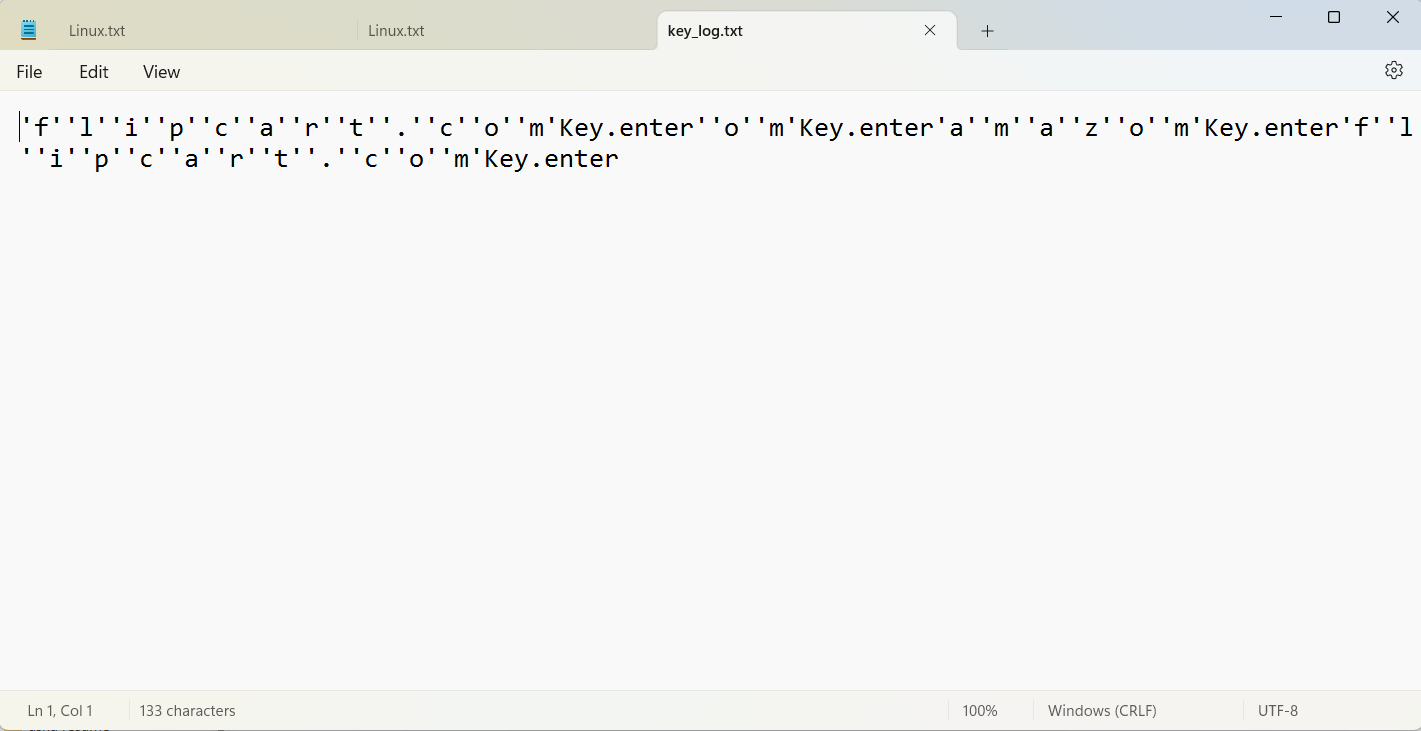 Linux.txt Linux.txt key_log.txt
File Edit View
'f''l''i''p''c''a''r''t''.''c''o''m'Key.enter''o''m'Key.enter'a''m''a''z''o''m'Key.enter'f''l
''i''p''c''a''r''t''.''c''o''m'Key.enter
Ln 1, Col 1 133 characters 100% Windows (CRLF) UTF-8